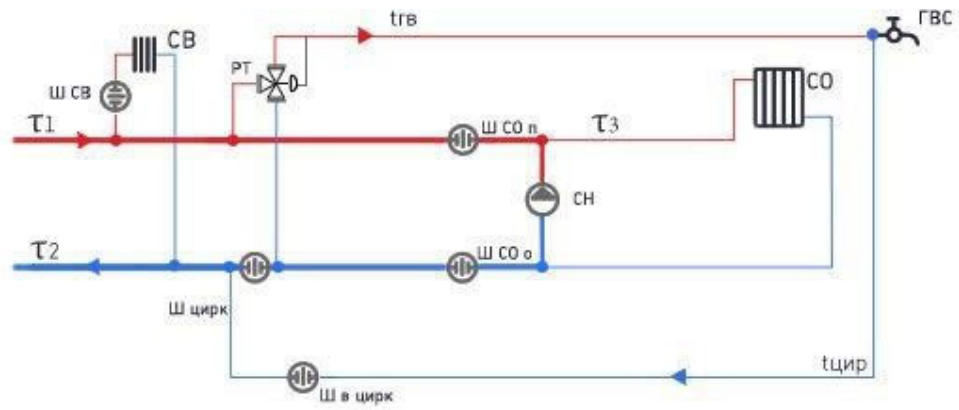 tгв
ГВС
СВ
РТ
Ш СВ
СО
τ1
Ш СО п
τ3
СН
τ2
Ш СО о
Ш цирк
tцир
Ш в цирк